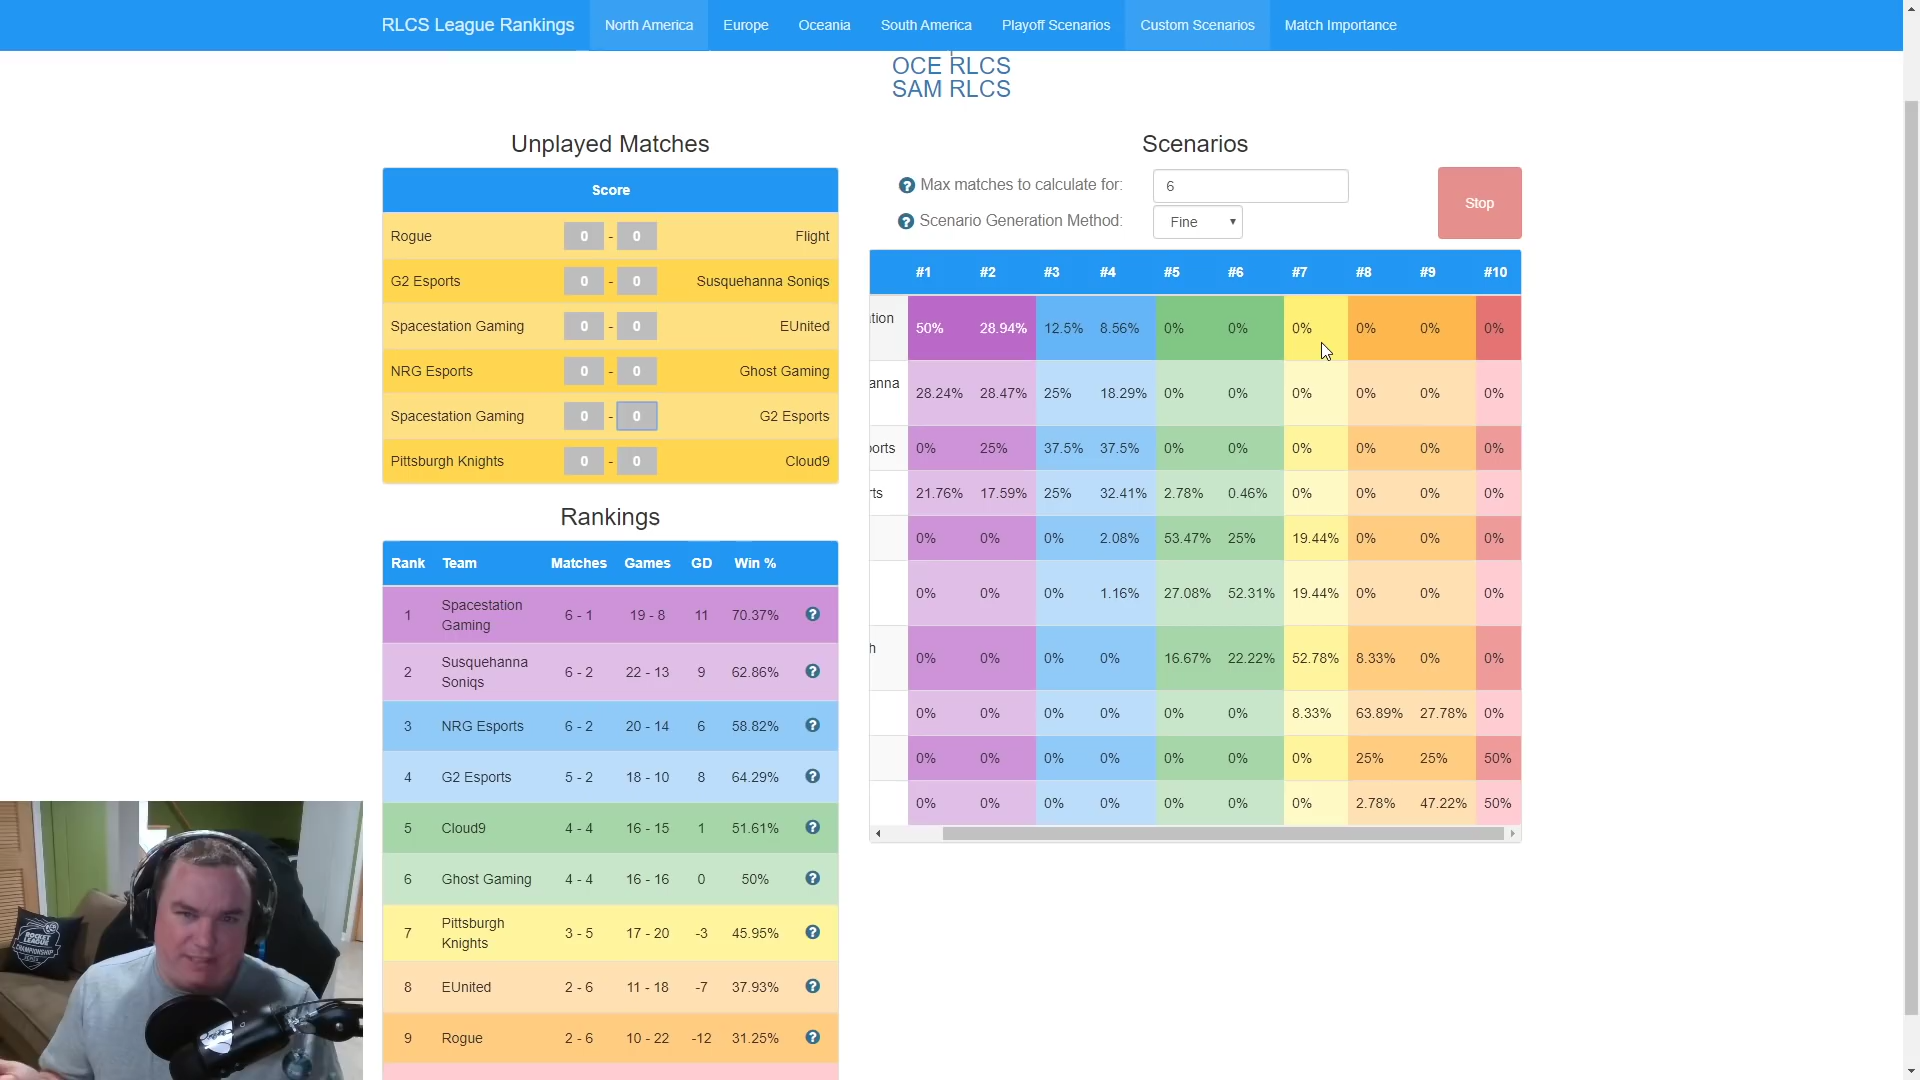 RLCS League Rankings North America Europe Oceania South America Playoff Scenarios Custom Scenarios Match Importance
OCE RLCS
SAM RLCS
Unplayed Matches
Score
Rogue 0 - 0 Flight
G2 Esports 0 - 0 Susquehanna Soniqs
Spacestation Gaming 0 - 0 EUnited
NRG Esports 0 - 0 Ghost Gaming
Spacestation Gaming 0 - 0 G2 Esports
Pittsburgh Knights 0 - 0 Cloud9
Rankings
Rank Team Matches Games GD Win %
1 Spacestation Gaming 6 - 1 19 - 8 11 70.37% ?
2 Susquehanna Soniqs 6 - 2 22 - 13 9 62.86% ?
3 NRG Esports 6 - 2 20 - 14 6 58.82% ?
4 G2 Esports 5 - 2 18 - 10 8 64.29% ?
5 Cloud9 4 - 4 16 - 15 1 51.61% ?
6 Ghost Gaming 4 - 4 16 - 16 0 50% ?
7 Pittsburgh Knights 3 - 5 17 - 20 -3 45.95% ?
8 EUnited 2 - 6 11 - 18 -7 37.93% ?
9 Rogue 2 - 6 10 - 22 -12 31.25% ?
Scenarios
? Max matches to calculate for: 6
? Scenario Generation Method: Fine
Stop
#1 #2 #3 #4 #5 #6 #7 #8 #9 #10
tion 50% 28.94% 12.5% 8.56% 0% 0% 0% 0% 0% 0%
anna 28.24% 28.47% 25% 18.29% 0% 0% 0% 0% 0% 0%
orts 0% 25% 37.5% 37.5% 0% 0% 0% 0% 0% 0%
ts 21.76% 17.59% 25% 32.41% 2.78% 0.46% 0% 0% 0% 0%
0% 0% 0% 2.08% 53.47% 25% 19.44% 0% 0% 0%
0% 0% 0% 1.16% 27.08% 52.31% 19.44% 0% 0% 0%
h 0% 0% 0% 0% 16.67% 22.22% 52.78% 8.33% 0% 0%
0% 0% 0% 0% 0% 0% 8.33% 63.89% 27.78% 0%
0% 0% 0% 0% 0% 0% 0% 25% 25% 50%
0% 0% 0% 0% 0% 0% 0% 2.78% 47.22% 50%
ROCKET
LEAGUE
CHAMPIONSHIP
SERIES